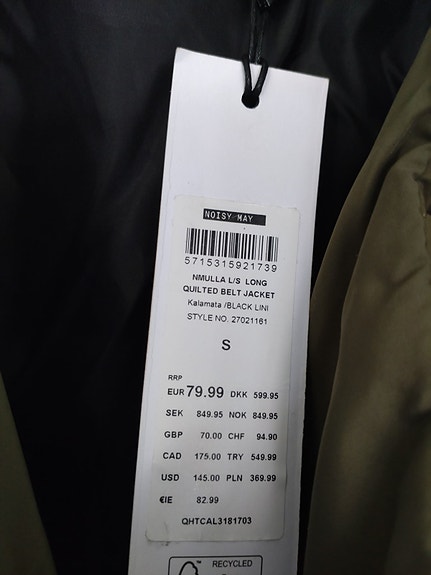 NOISY MAY
5715315921739
NMULLA L/S LONG
QUILTED BELT JACKET
Kalamata /BLACK LINI
STYLE NO. 27021161
S
RRP
EUR 79.99 DKK 599.95
SEK 849.95 NOK 849.95
GBP 70.00 CHF 94.90
CAD 175.00 TRY 549.99
USD 145.00 PLN 369.99
€IE 82.99
QHTCAL3181703
RECYCLED